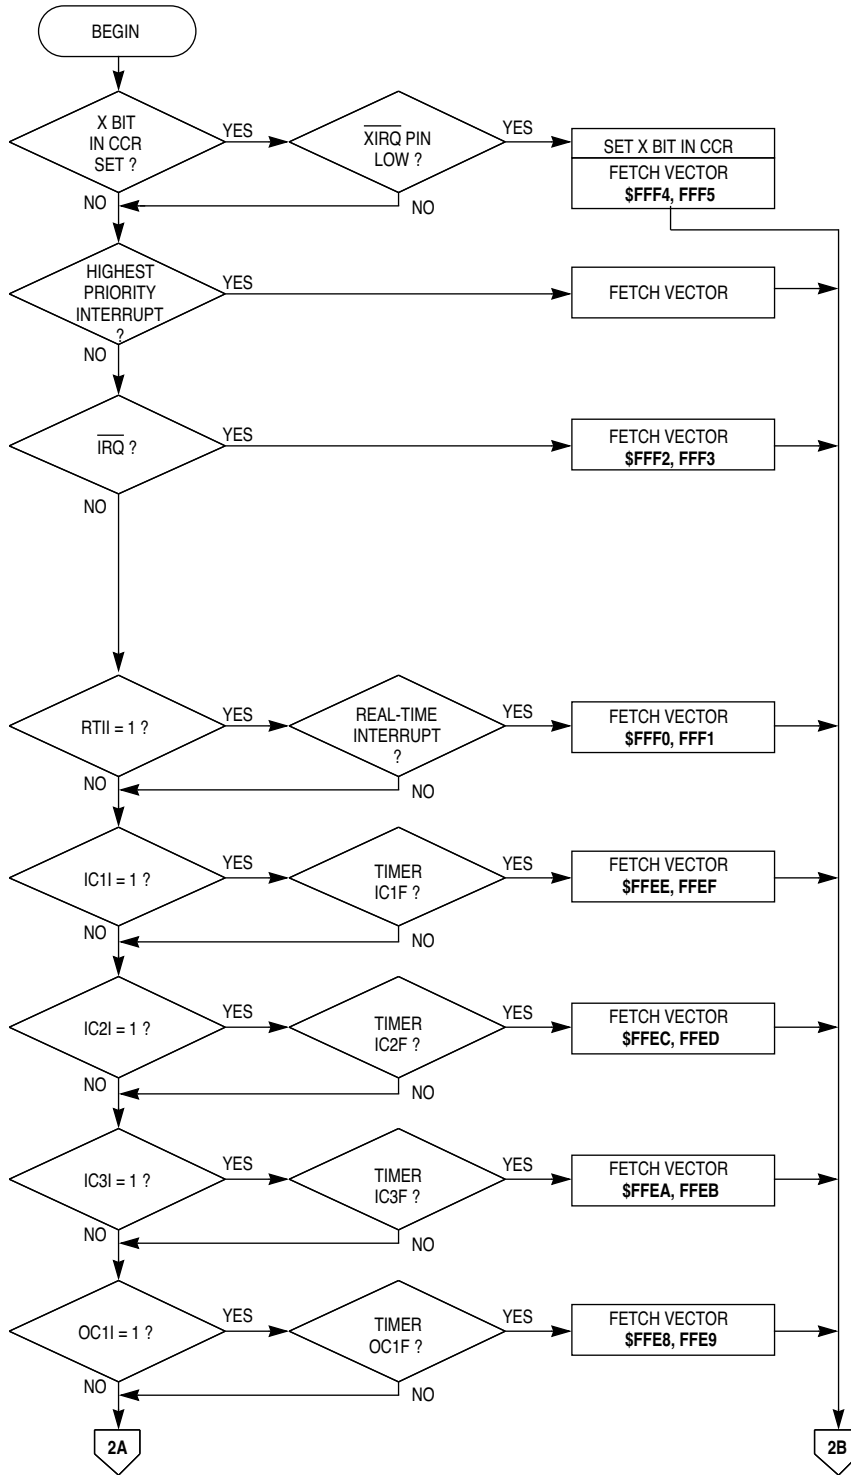 BEGIN
X BIT
IN CCR
SET ?
YES
XIRQ PIN
LOW ?
YES
SET X BIT IN CCR
FETCH VECTOR
$FFF4, FFF5
NO
NO
HIGHEST
PRIORITY
INTERRUPT
?
YES
FETCH VECTOR
NO
IRQ ?
YES
FETCH VECTOR
$FFF2, FFF3
NO
RTII = 1 ?
YES
REAL-TIME
INTERRUPT
?
YES
FETCH VECTOR
$FFF0, FFF1
NO
NO
IC1I = 1 ?
YES
TIMER
IC1F ?
YES
FETCH VECTOR
$FFEE, FFEF
NO
NO
IC2I = 1 ?
YES
TIMER
IC2F ?
YES
FETCH VECTOR
$FFEC, FFED
NO
NO
IC3I = 1 ?
YES
TIMER
IC3F ?
YES
FETCH VECTOR
$FFEA, FFEB
NO
NO
OC1I = 1 ?
YES
TIMER
OC1F ?
YES
FETCH VECTOR
$FFE8, FFE9
NO
NO
2A
2B